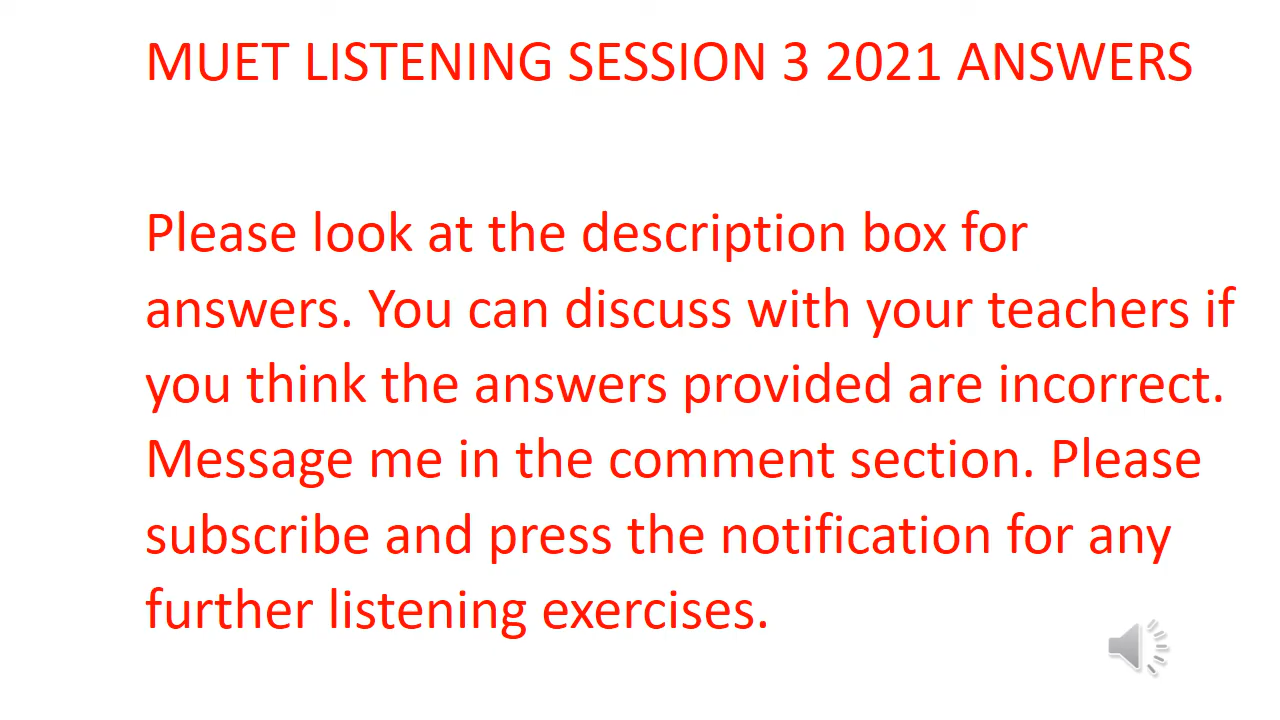 MUET LISTENING SESSION 3 2021 ANSWERS
Please look at the description box for
answers. You can discuss with your teachers if
you think the answers provided are incorrect.
Message me in the comment section. Please
subscribe and press the notification for any
further listening exercises.